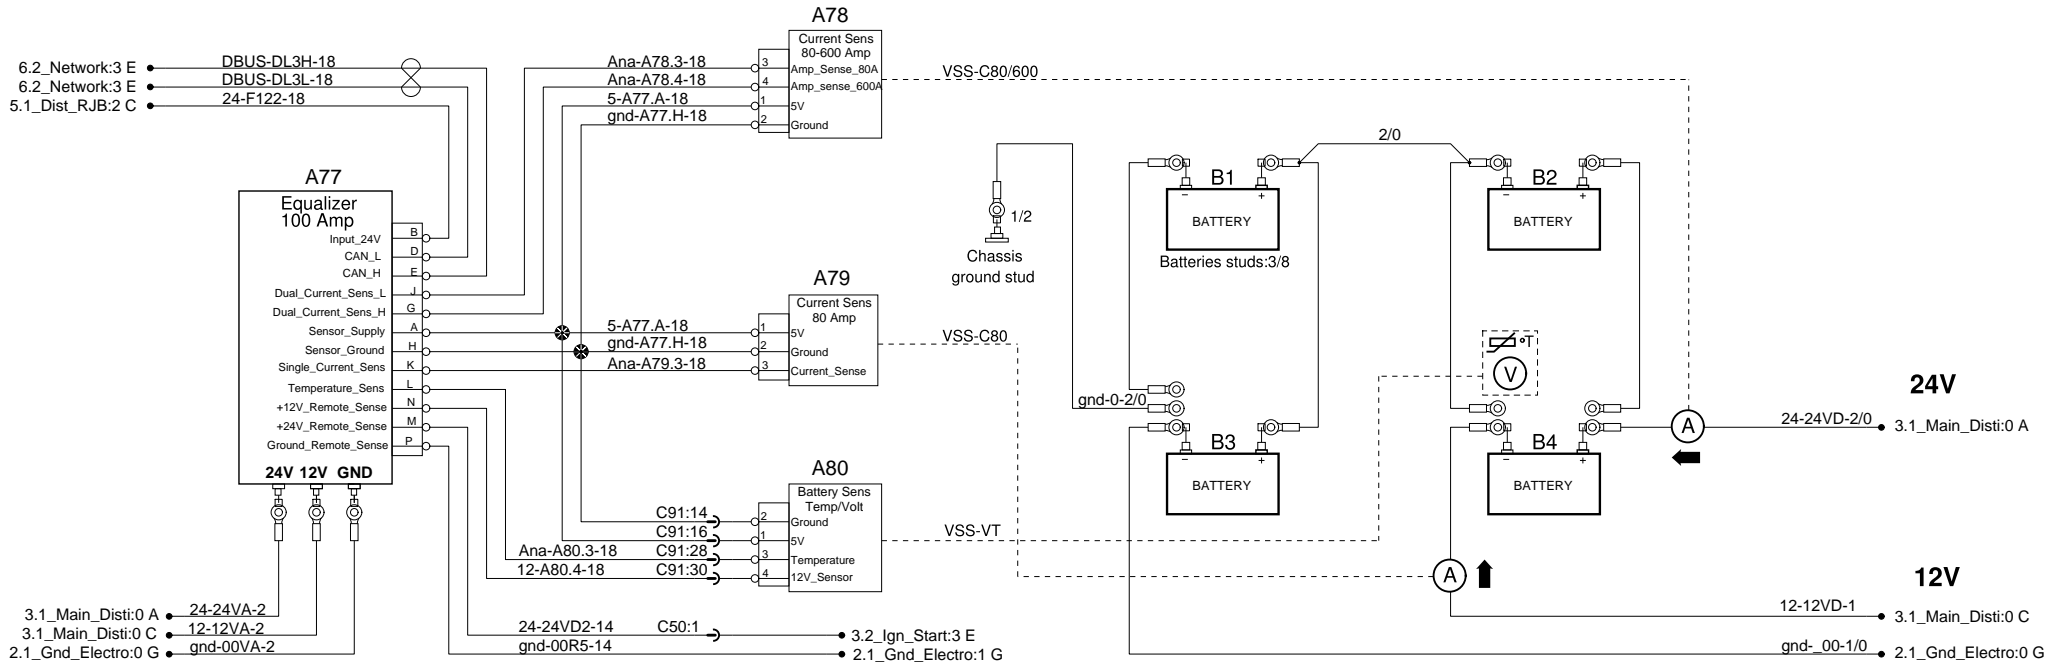 A78
Current Sens
80-600 Amp
6.2_Network:3 E
DBUS-DL3H-18
6.2_Network:3 E
DBUS-DL3L-18
5.1_Dist_RJB:2 C
24-F122-18
Ana-A78.3-18
3
Amp_Sense_80A
Ana-A78.4-18
4
Amp_sense_600A
5-A77.A-18
1
5V
gnd-A77.H-18
2
Ground
VSS-C80/600
2/0
A77
Equalizer
100 Amp
Input_24V
B
CAN_L
D
CAN_H
E
Dual_Current_Sens_L
J
Dual_Current_Sens_H
G
Sensor_Supply
A
Sensor_Ground
H
Single_Current_Sens
K
Temperature_Sens
L
+12V_Remote_Sense
N
+24V_Remote_Sense
M
Ground_Remote_Sense
P
24V 12V GND
1/2
Chassis
ground stud
B1
− +
BATTERY
Batteries studs:3/8
B2
− +
BATTERY
A79
Current Sens
80 Amp
5-A77.A-18
1
5V
gnd-A77.H-18
2
Ground
Ana-A79.3-18
3
Current_Sense
VSS-C80
°T
V
gnd-0-2/0
24V
A
24-24VD-2/0
3.1_Main_Disti:0 A
B3
− +
BATTERY
B4
− +
BATTERY
A80
Battery Sens
Temp/Volt
C91:14
2
Ground
C91:16
1
5V
Ana-A80.3-18
C91:28
3
Temperature
12-A80.4-18
C91:30
4
12V_Sensor
VSS-VT
A
12V
12-12VD-1
3.1_Main_Disti:0 C
gnd-_00-1/0
2.1_Gnd_Electro:0 G
3.1_Main_Disti:0 A
24-24VA-2
3.1_Main_Disti:0 C
12-12VA-2
2.1_Gnd_Electro:0 G
gnd-00VA-2
24-24VD2-14
C50:1
3.2_Ign_Start:3 E
gnd-00R5-14
2.1_Gnd_Electro:1 G